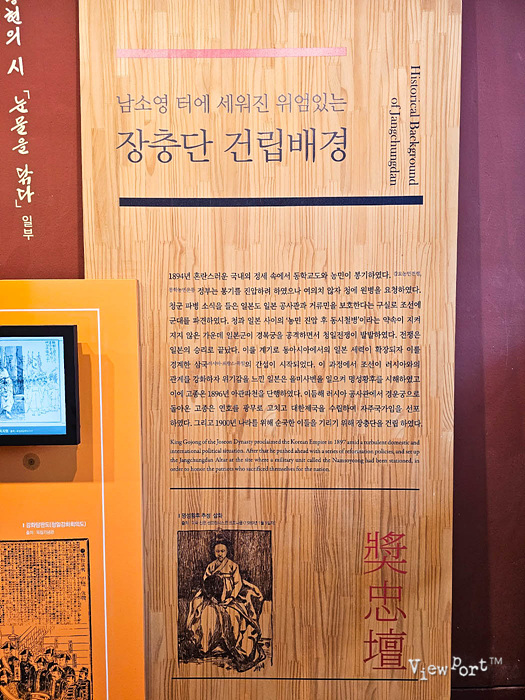 현의 시 「눈물을 닦다」 일부
남소영 터에 세워진 위엄있는
장충단 건립배경
Historical Background
of Jangchungdan
1894년 혼란스러운 국내외 정세 속에서 동학교도와 농민이 봉기하였다.
정부는 봉기를 진압하려 하였으나 여의치 않자 청에 원병을 요청하였다.
청군 파병 소식을 들은 일본도 일본 공사관과 거류민을 보호한다는 구실로 조선에
군대를 파견하였다. 청과 일본 사이의 '농민 진압 후 동시철병'이라는 약속이 지켜
지지 않은 가운데 일본군이 경복궁을 공격하면서 청일전쟁이 발발하였다. 전쟁은
일본의 승리로 끝났다. 이를 계기로 동아시아에서의 일본 세력이 확장되자 이를
경계한 삼국의 간섭이 시작되었다. 이 과정에서 조선이 러시아와의
관계를 강화하자 위기감을 느낀 일본은 을미사변을 일으켜 명성황후를 시해하였고
이에 고종은 1896년 아관파천을 단행하였다. 이듬해 러시아 공사관에서 경운궁으로
돌아온 고종은 연호를 광무로 고치고 대한제국을 수립하며 자주국가임을 선포
하였다. 그리고 1900년 나라를 위해 순국한 이들을 기리기 위해 장충단을 건립 하였다.
King Gojong of the Joseon Dynasty proclaimed the Korean Empire in 1897 amid a turbulent domestic and
international political situation. After that he pushed ahead with a series of reformation policies, and set up
the Jangchungdan Altar at the site where a military unit called the Namsoyeong had been stationed, in
order to honor the patriots who sacrificed themselves for the nation.
명성황후 추정 삽화
獎忠壇
ViewPort™